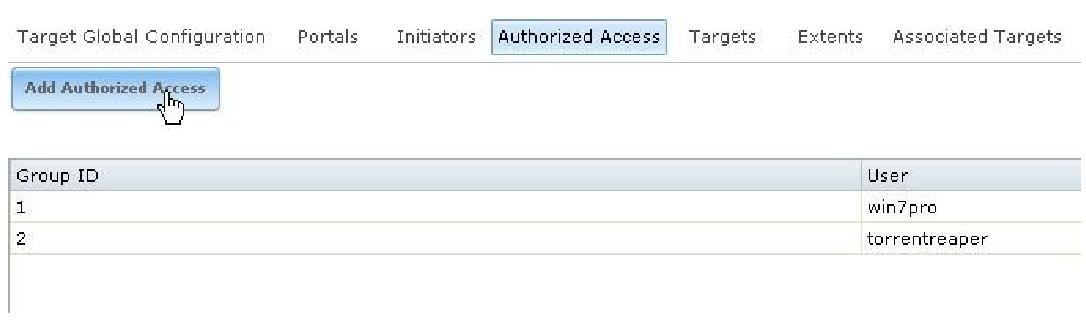 Target Global Configuration Portals Initiators Authorized Access Targets Extents Associated Targets
Add Authorized Access
Group ID User
1 win7pro
2 torrentreaper